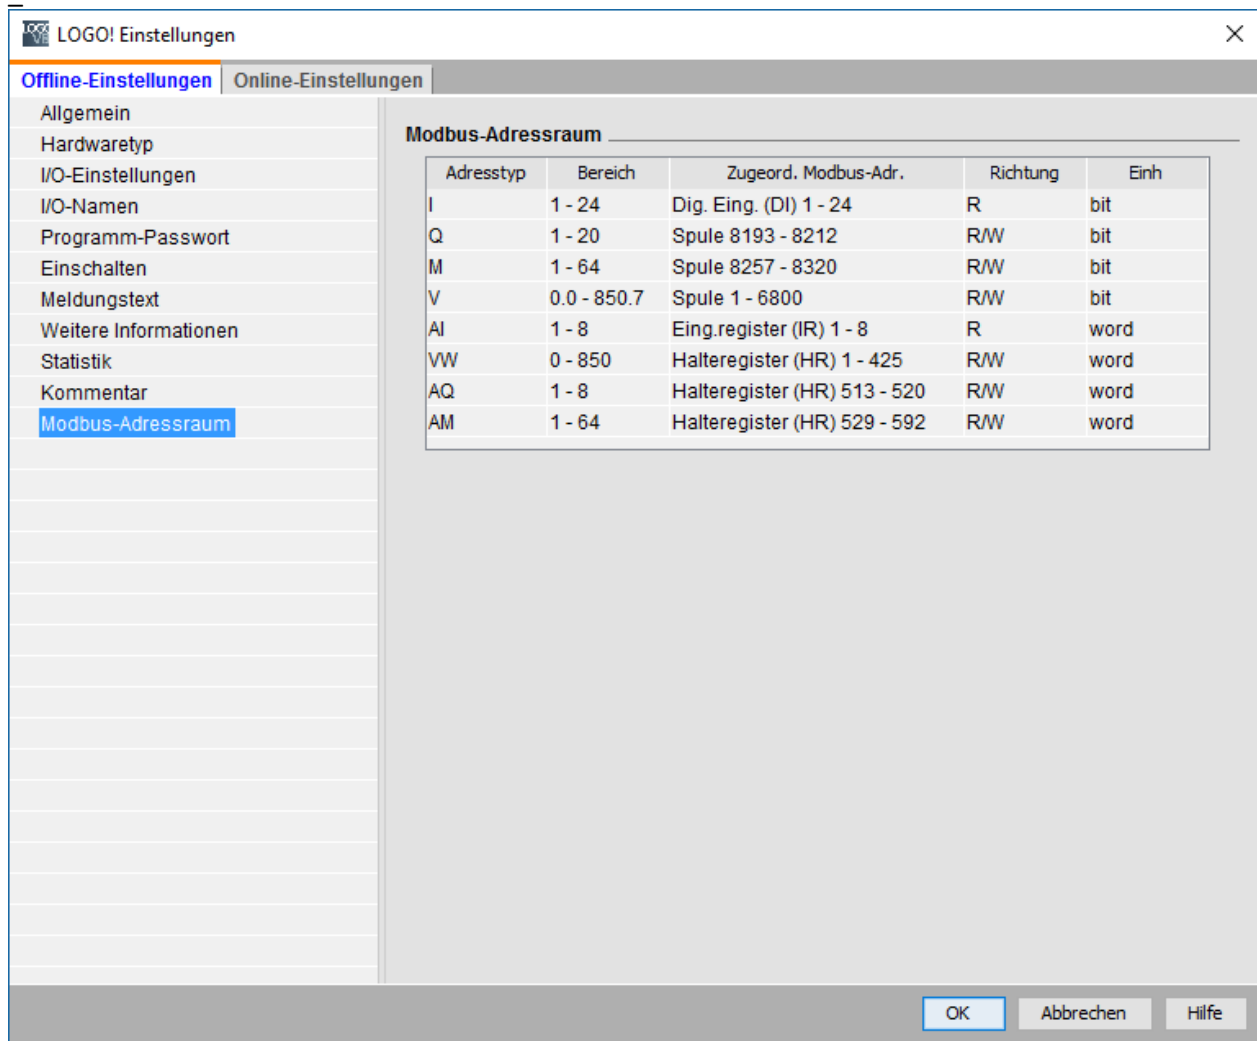 LOGO! Einstellungen
Offline-Einstellungen Online-Einstellungen
Allgemein
Hardwaretyp
I/O-Einstellungen
I/O-Namen
Programm-Passwort
Einschalten
Meldungstext
Weitere Informationen
Statistik
Kommentar
Modbus-Adressraum
Modbus-Adressraum
Adresstyp Bereich Zugeord. Modbus-Adr. Richtung Einh
I 1 - 24 Dig. Eing. (DI) 1 - 24 R bit
Q 1 - 20 Spule 8193 - 8212 R/W bit
M 1 - 64 Spule 8257 - 8320 R/W bit
V 0.0 - 850.7 Spule 1 - 6800 R/W bit
AI 1 - 8 Eing.register (IR) 1 - 8 R word
VW 0 - 850 Halteregister (HR) 1 - 425 R/W word
AQ 1 - 8 Halteregister (HR) 513 - 520 R/W word
AM 1 - 64 Halteregister (HR) 529 - 592 R/W word
OK Abbrechen Hilfe